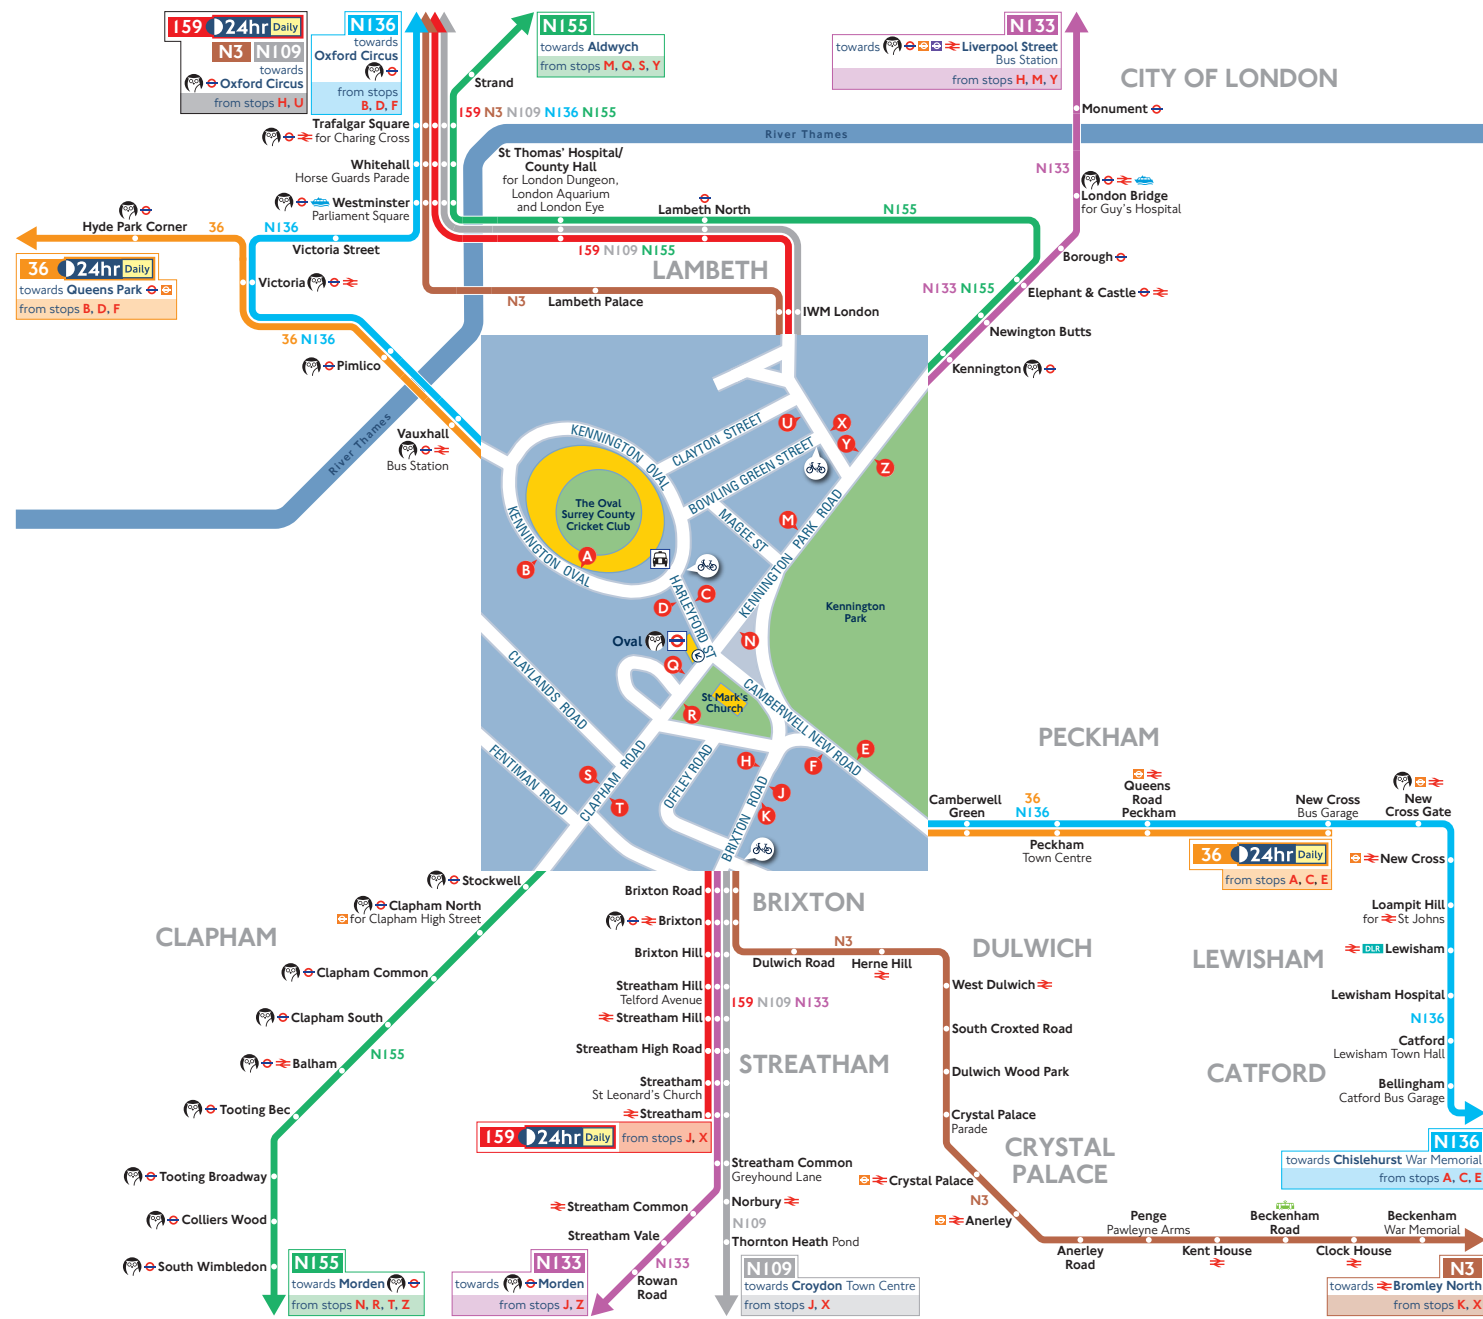 159 24hr Daily
N3 N109
towards
Oxford Circus
from stops H, U
N136
towards
Oxford Circus
from stops
B, D, F
N155
towards Aldwych
from stops M, Q, S, Y
N133
towards Liverpool Street
Bus Station
from stops H, M, Y
CITY OF LONDON
Strand
Monument
159 N3 N109 N136 N155
Trafalgar Square
for Charing Cross
River Thames
Whitehall
Horse Guards Parade
St Thomas' Hospital/
County Hall
for London Dungeon,
London Aquarium
and London Eye
N133
London Bridge
for Guy's Hospital
Westminster
Parliament Square
Lambeth North
N155
Hyde Park Corner
36
N136
Victoria Street
159 N109 N155
Borough
LAMBETH
36 24hr Daily
towards Queens Park
from stops B, D, F
Victoria
N133 N155
Elephant & Castle
N3
Lambeth Palace
IWM London
Newington Butts
36 N136
Pimlico
Kennington
Vauxhall
Bus Station
River Thames
KENNINGTON OVAL
CLAYTON STREET
U
X
Y
Z
BOWLING GREEN STREET
The Oval
Surrey County
Cricket Club
KENNINGTON OVAL
MAGEE ST
M
KENNINGTON PARK ROAD
A
B
C
D
HARLEYFORD ST
Kennington
Park
Oval
N
Q
CLAYLANDS ROAD
St Mark's
Church
R
CAMBERWELL NEW ROAD
FENTIMAN ROAD
CLAPHAM ROAD
OFFLEY ROAD
H
F
E
S
T
J
K
BRIXTON ROAD
PECKHAM
Camberwell
Green
36
N136
Queens
Road
Peckham
New Cross
Bus Garage
New
Cross Gate
Peckham
Town Centre
36 24hr Daily
from stops A, C, E
New Cross
Loampit Hill
for St Johns
LEWISHAM
DLR Lewisham
Lewisham Hospital
N136
Catford
Lewisham Town Hall
CATFORD
Bellingham
Catford Bus Garage
N136
towards Chislehurst War Memorial
from stops A, C, E
Stockwell
Clapham North
for Clapham High Street
CLAPHAM
Clapham Common
Clapham South
N155
Balham
Tooting Bec
Tooting Broadway
Colliers Wood
South Wimbledon
N155
towards Morden
from stops N, R, T, Z
Brixton Road
BRIXTON
Brixton
Brixton Hill
Streatham Hill
Telford Avenue
159 N109 N133
Streatham Hill
Streatham High Road
STREATHAM
Streatham
St Leonard's Church
Streatham
159 24hr Daily
from stops J, X
Streatham Common
Greyhound Lane
Streatham Common
Norbury
N109
Streatham Vale
Thornton Heath Pond
N133
Rowan
Road
N133
towards Morden
from stops J, Z
N109
towards Croydon Town Centre
from stops J, X
N3
Dulwich Road
Herne Hill
DULWICH
West Dulwich
South Croxted Road
Dulwich Wood Park
Crystal Palace
Parade
CRYSTAL
PALACE
Crystal Palace
N3
Anerley
Anerley
Road
Penge
Pawleyne Arms
Kent House
Beckenham
Road
Clock House
Beckenham
War Memorial
N3
towards Bromley North
from stops K, X